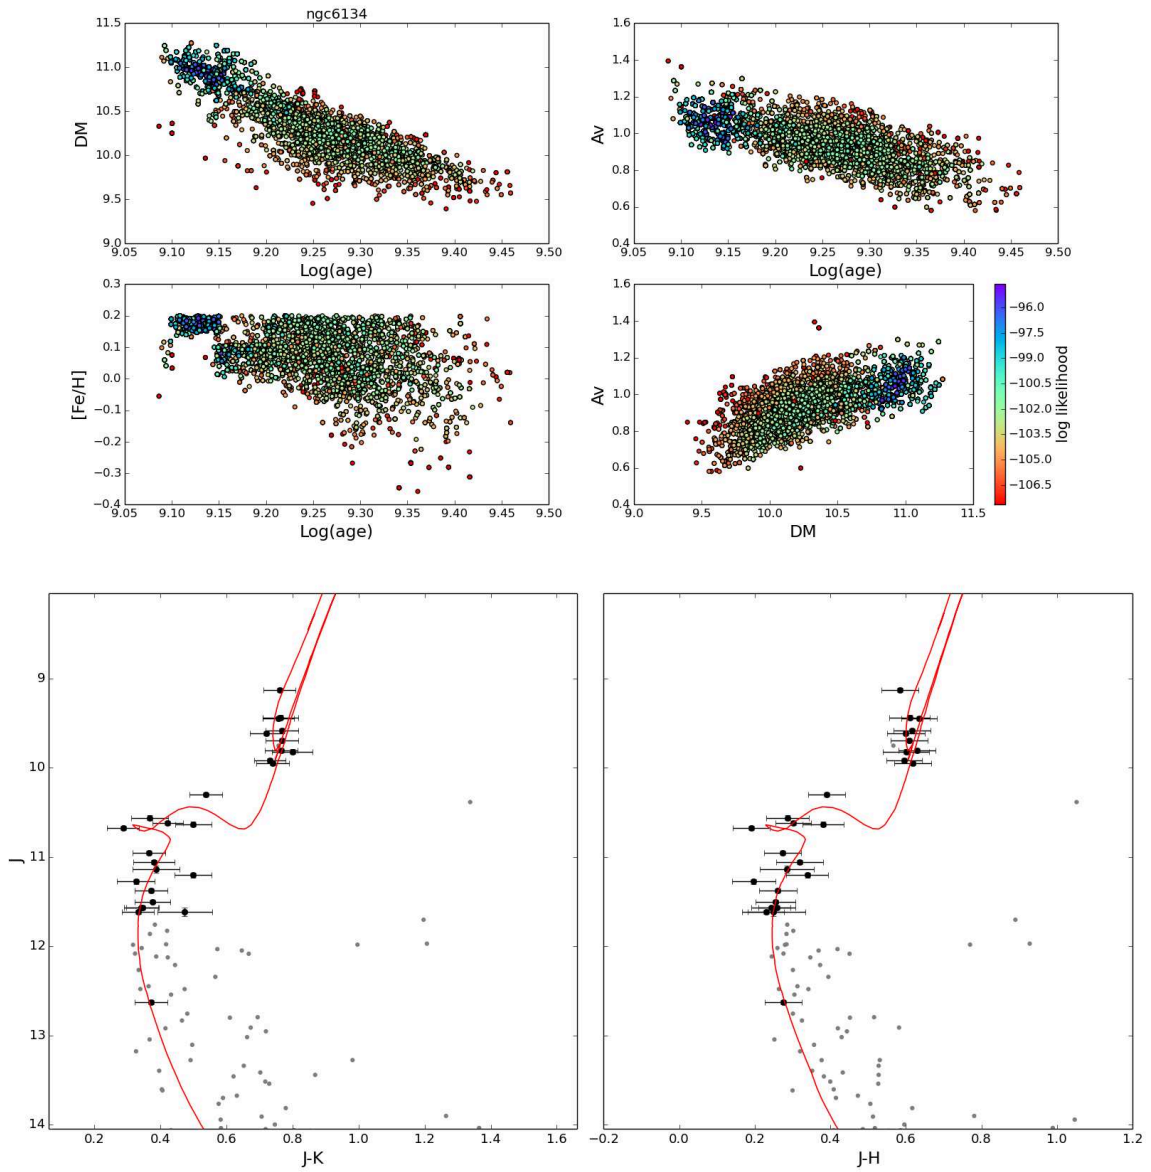 ngc6134
11.5
11.0
10.5
10.0
9.5
9.0
DM
9.05 9.10 9.15 9.20 9.25 9.30 9.35 9.40 9.45 9.50
Log(age)
1.6
1.4
1.2
1.0
0.8
0.6
0.4
Av
9.05 9.10 9.15 9.20 9.25 9.30 9.35 9.40 9.45 9.50
Log(age)
0.3
0.2
0.1
0.0
−0.1
−0.2
−0.3
−0.4
[Fe/H]
9.05 9.10 9.15 9.20 9.25 9.30 9.35 9.40 9.45 9.50
Log(age)
1.6
1.4
1.2
1.0
0.8
0.6
0.4
Av
9.0 9.5 10.0 10.5 11.0 11.5
DM
−96.0
−97.5
−99.0
−100.5
−102.0
−103.5
−105.0
−106.5
log likelihood
9
10
11
12
13
14
J
0.2 0.4 0.6 0.8 1.0 1.2 1.4 1.6
J-K
−0.2 0.0 0.2 0.4 0.6 0.8 1.0 1.2
J-H